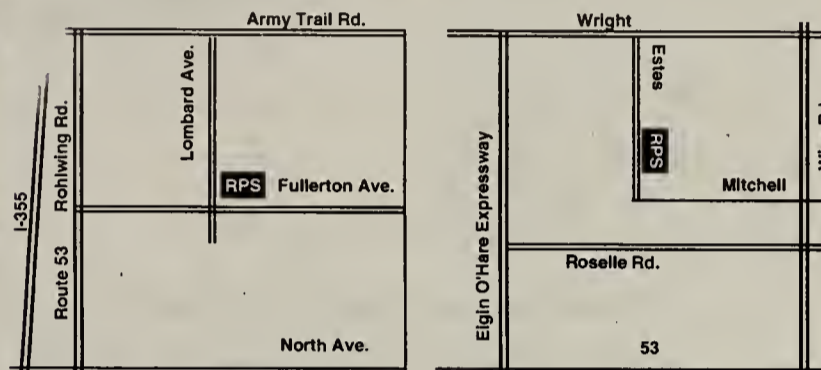 Army Trail Rd.
Lombard Ave.
I-355
Rohlwing Rd.
Route 53
RPS
Fullerton Ave.
North Ave.
Wright
Estas
Elgin O'Hare Expressway
RPS
Mitchell
Roselle Rd.
53